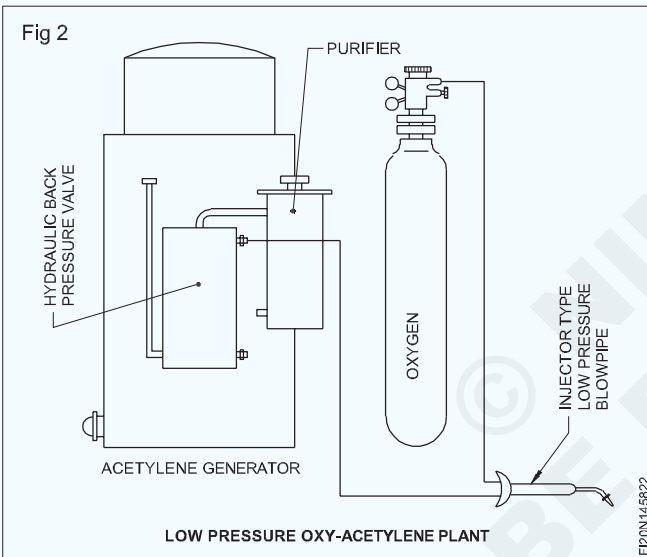 Fig 2
PURIFIER
HYDRAULIC BACK
PRESSURE VALVE
OXYGEN
INJECTOR TYPE
LOW PRESSURE
BLOWPIPE
ACETYLENE GENERATOR
LOW PRESSURE OXY-ACETYLENE PLANT
FI20N145822
©
BE